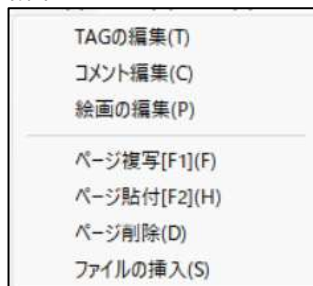 TAGの編集(T)
コメント編集(C)
絵画の編集(P)
ページ複写[F1](F)
ページ貼付[F2](H)
ページ削除(D)
ファイルの挿入(S)